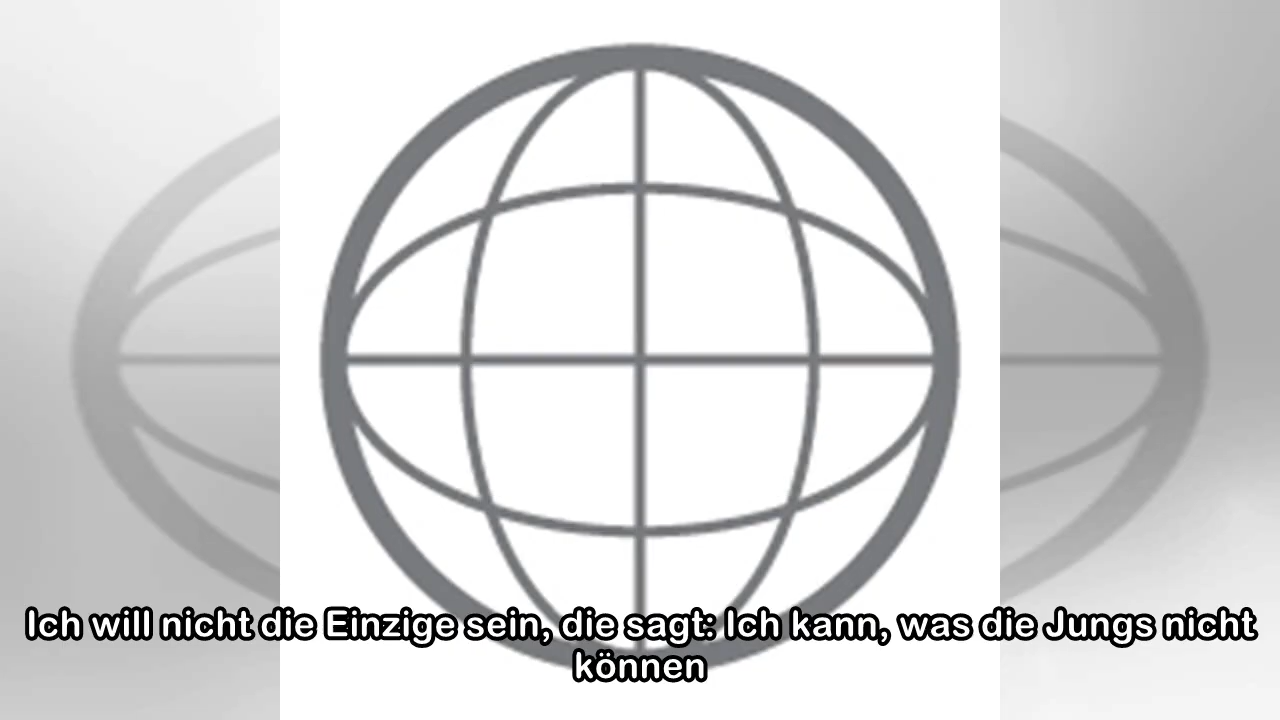 Ich will nicht die Einzige sein, die sagt: Ich kann, was die Jungs nicht
können